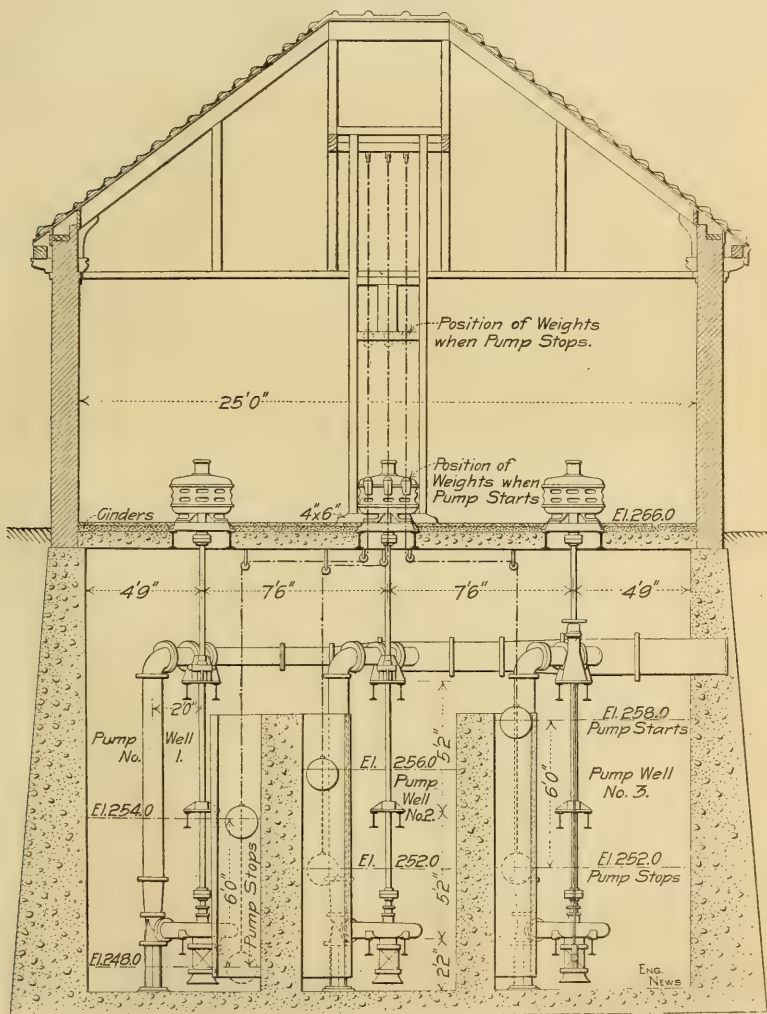 Position of Weights
when Pump Stops.
25'0"
Position of
Weights when
Pump Starts
Cinders
4"x6"
El.266.0
4'9"
7'6"
7'6"
4'9"
2'0"
Pump Well
No. 1.
El.258.0
Pump Starts
5'2"
El. 256.0
Pump
Well
No.2.
6'0"
Pump Well
No. 3.
El.254.0
6'0"
Pump Stops
El. 252.0
5'2"
El.252.0
Pump Stops
El.248.0
2'2"
ENG.
NEWS